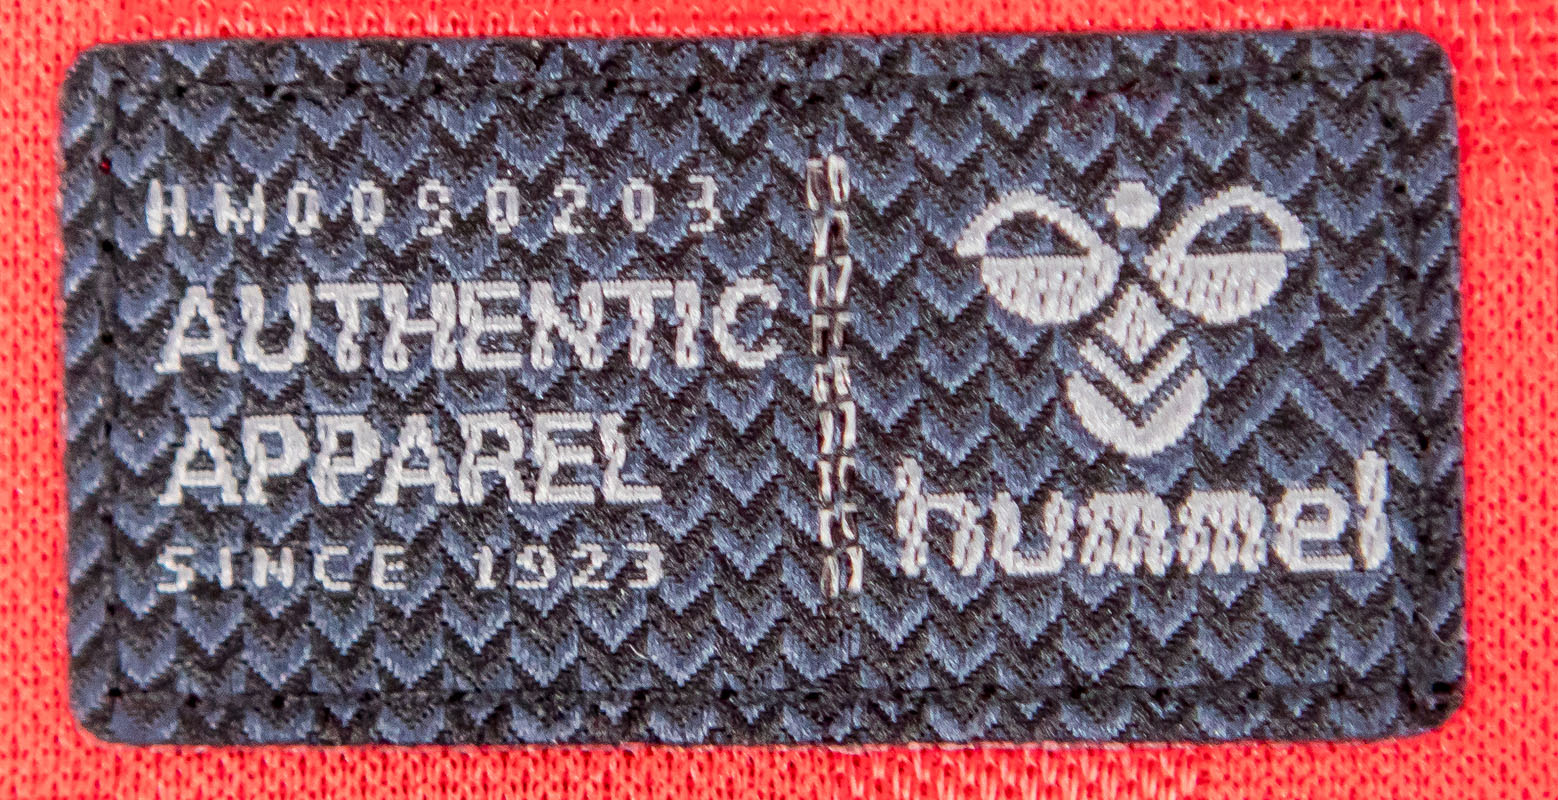 HM0090203
AUTHENTIC
APPAREL
SINCE 1923
hummel